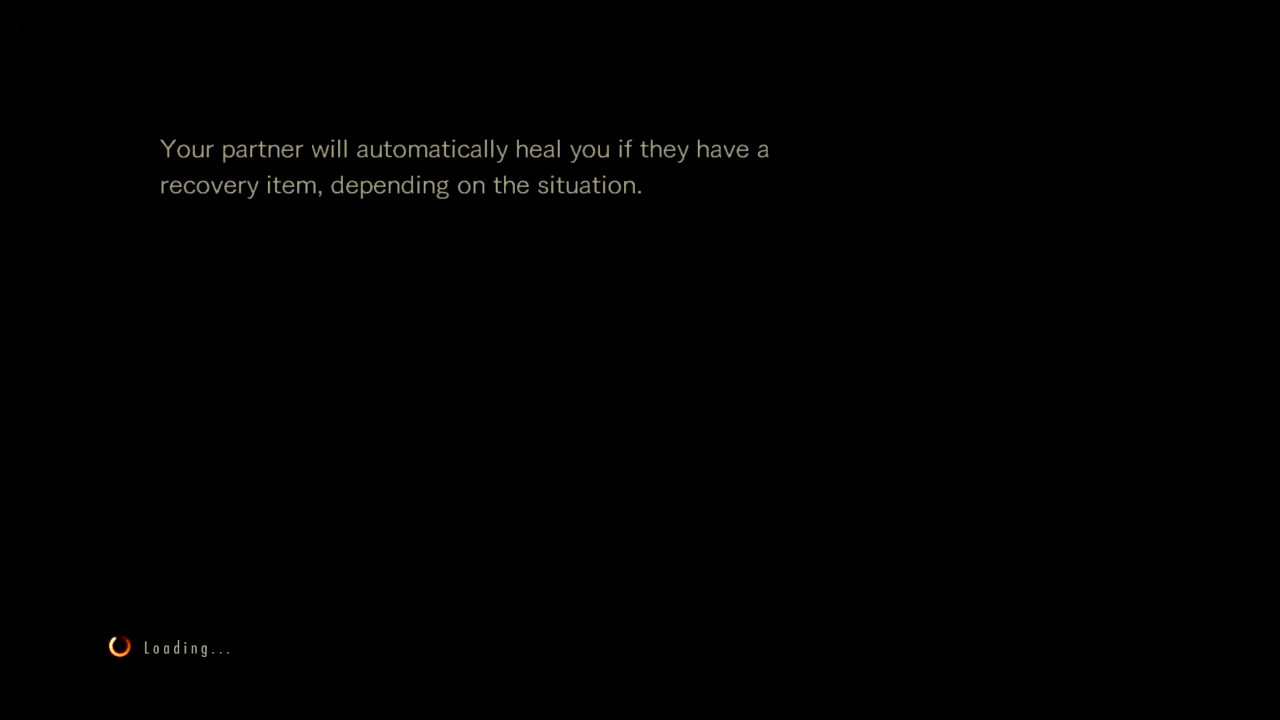 Your partner will automatically heal you if they have a
recovery item, depending on the situation.
Loading...